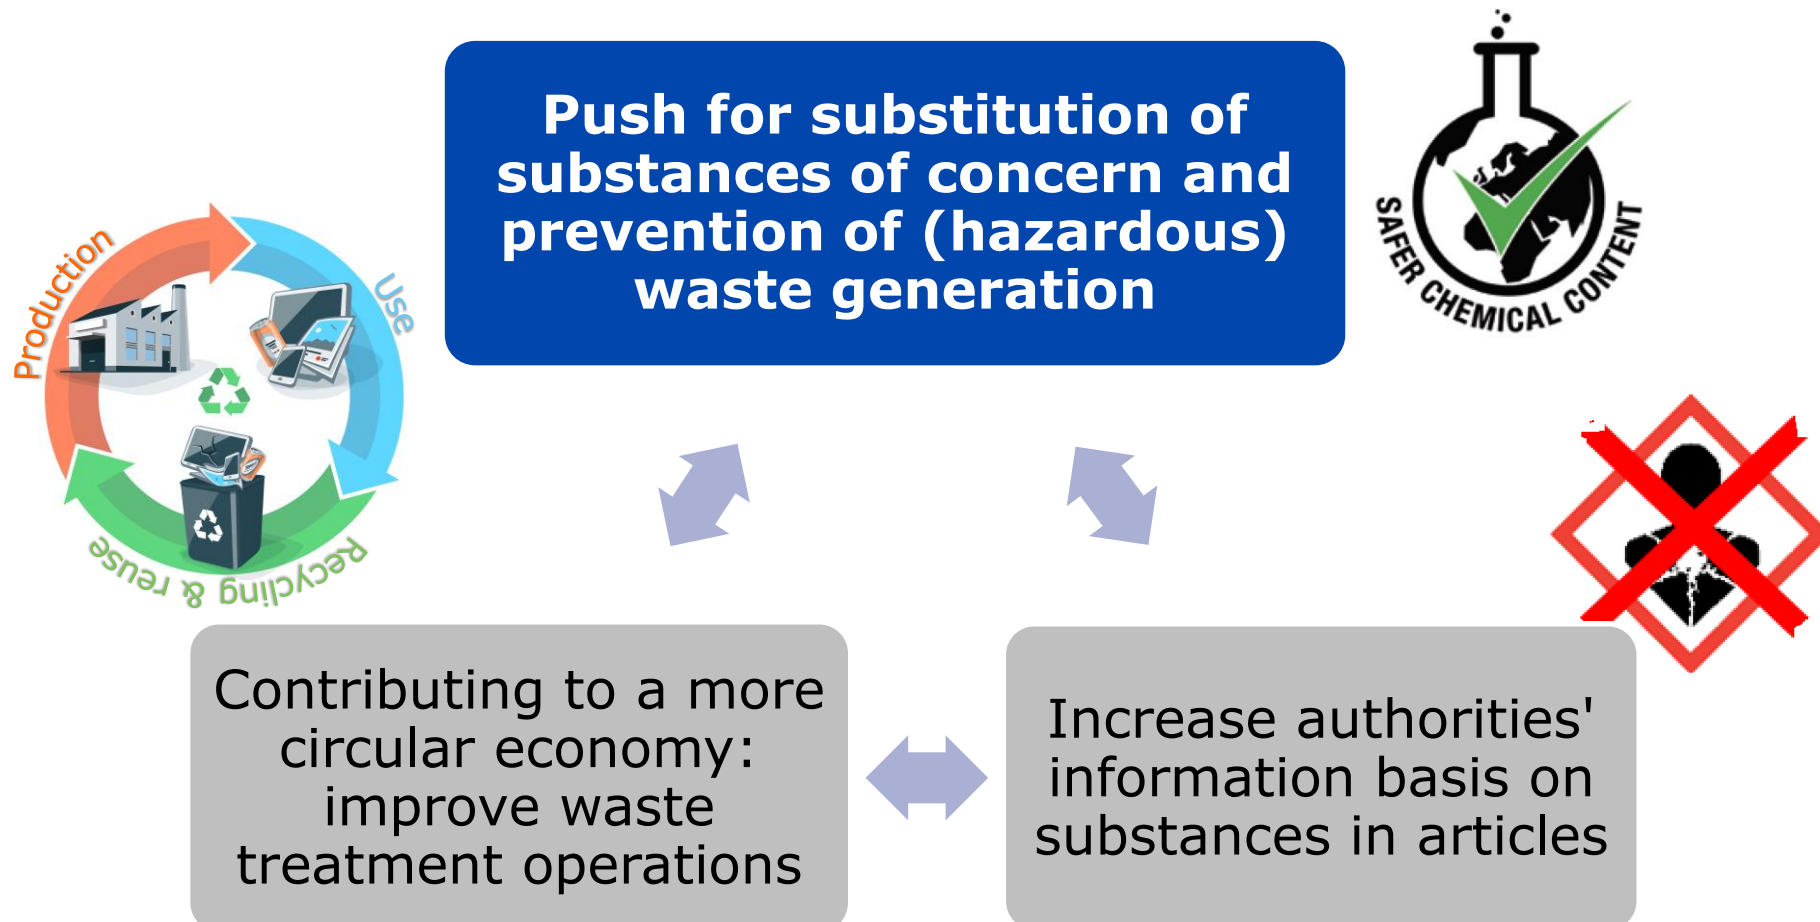 Push for substitution of
substances of concern and
prevention of (hazardous)
waste generation
SAFER CHEMICAL CONTENT
Production
Use
Recycling & reuse
Contributing to a more
circular economy:
improve waste
treatment operations
Increase authorities'
information basis on
substances in articles